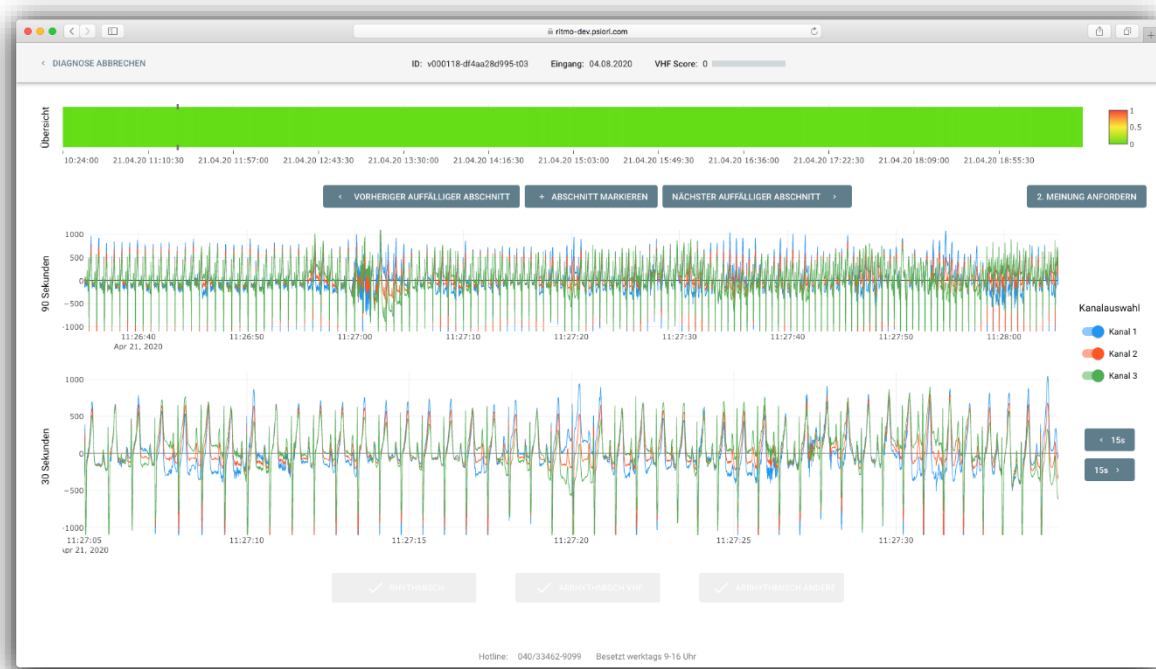 ritmo-dev.psiori.com
‹ DIAGNOSE ABBRECHEN
ID: v000118-df4aa28d995-t03 Eingang: 04.08.2020 VHF Score: 0
Übersicht
1
0.5
0
10:24:00 21.04.20 11:10:30 21.04.20 11:57:00 21.04.20 12:43:30 21.04.20 13:30:00 21.04.20 14:16:30 21.04.20 15:03:00 21.04.20 15:49:30 21.04.20 16:36:00 21.04.20 17:22:30 21.04.20 18:09:00 21.04.20 18:55:30
‹ VORHERIGER AUFFÄLLIGER ABSCHNITT
+ ABSCHNITT MARKIEREN
NÄCHSTER AUFFÄLLIGER ABSCHNITT ›
2. MEINUNG ANFORDERN
90 Sekunden
1000
500
0
−500
-1000
11:26:40 11:26:50 11:27:00 11:27:10 11:27:20 11:27:30 11:27:40 11:27:50 11:28:00
Apr 21, 2020
Kanalauswahl
Kanal 1
Kanal 2
Kanal 3
30 Sekunden
1000
500
0
−500
-1000
11:27:05 11:27:10 11:27:15 11:27:20 11:27:25 11:27:30
pr 21, 2020
‹ 15s
15s ›
RHYTHMISCH
ARRHYTHMISCH VHF
ARRHYTHMISCH ANDERE
Hotline: 040/33462-9099 Besetzt werktags 9-16 Uhr